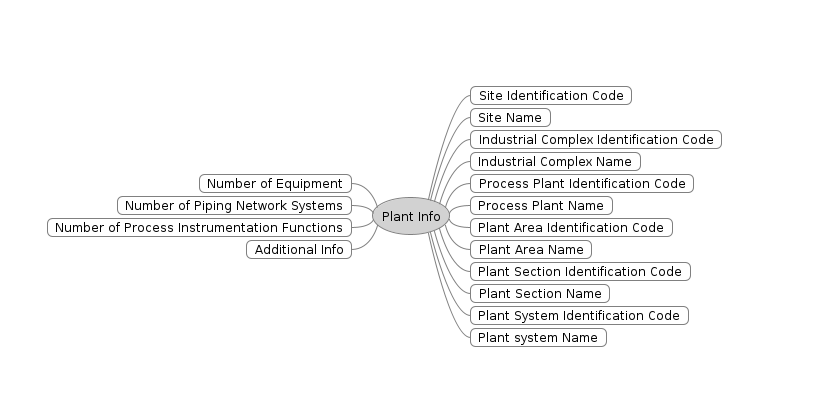 Plant Info
Number of Equipment
Number of Piping Network Systems
Number of Process Instrumentation Functions
Additional Info
Site Identification Code
Site Name
Industrial Complex Identification Code
Industrial Complex Name
Process Plant Identification Code
Process Plant Name
Plant Area Identification Code
Plant Area Name
Plant Section Identification Code
Plant Section Name
Plant System Identification Code
Plant system Name